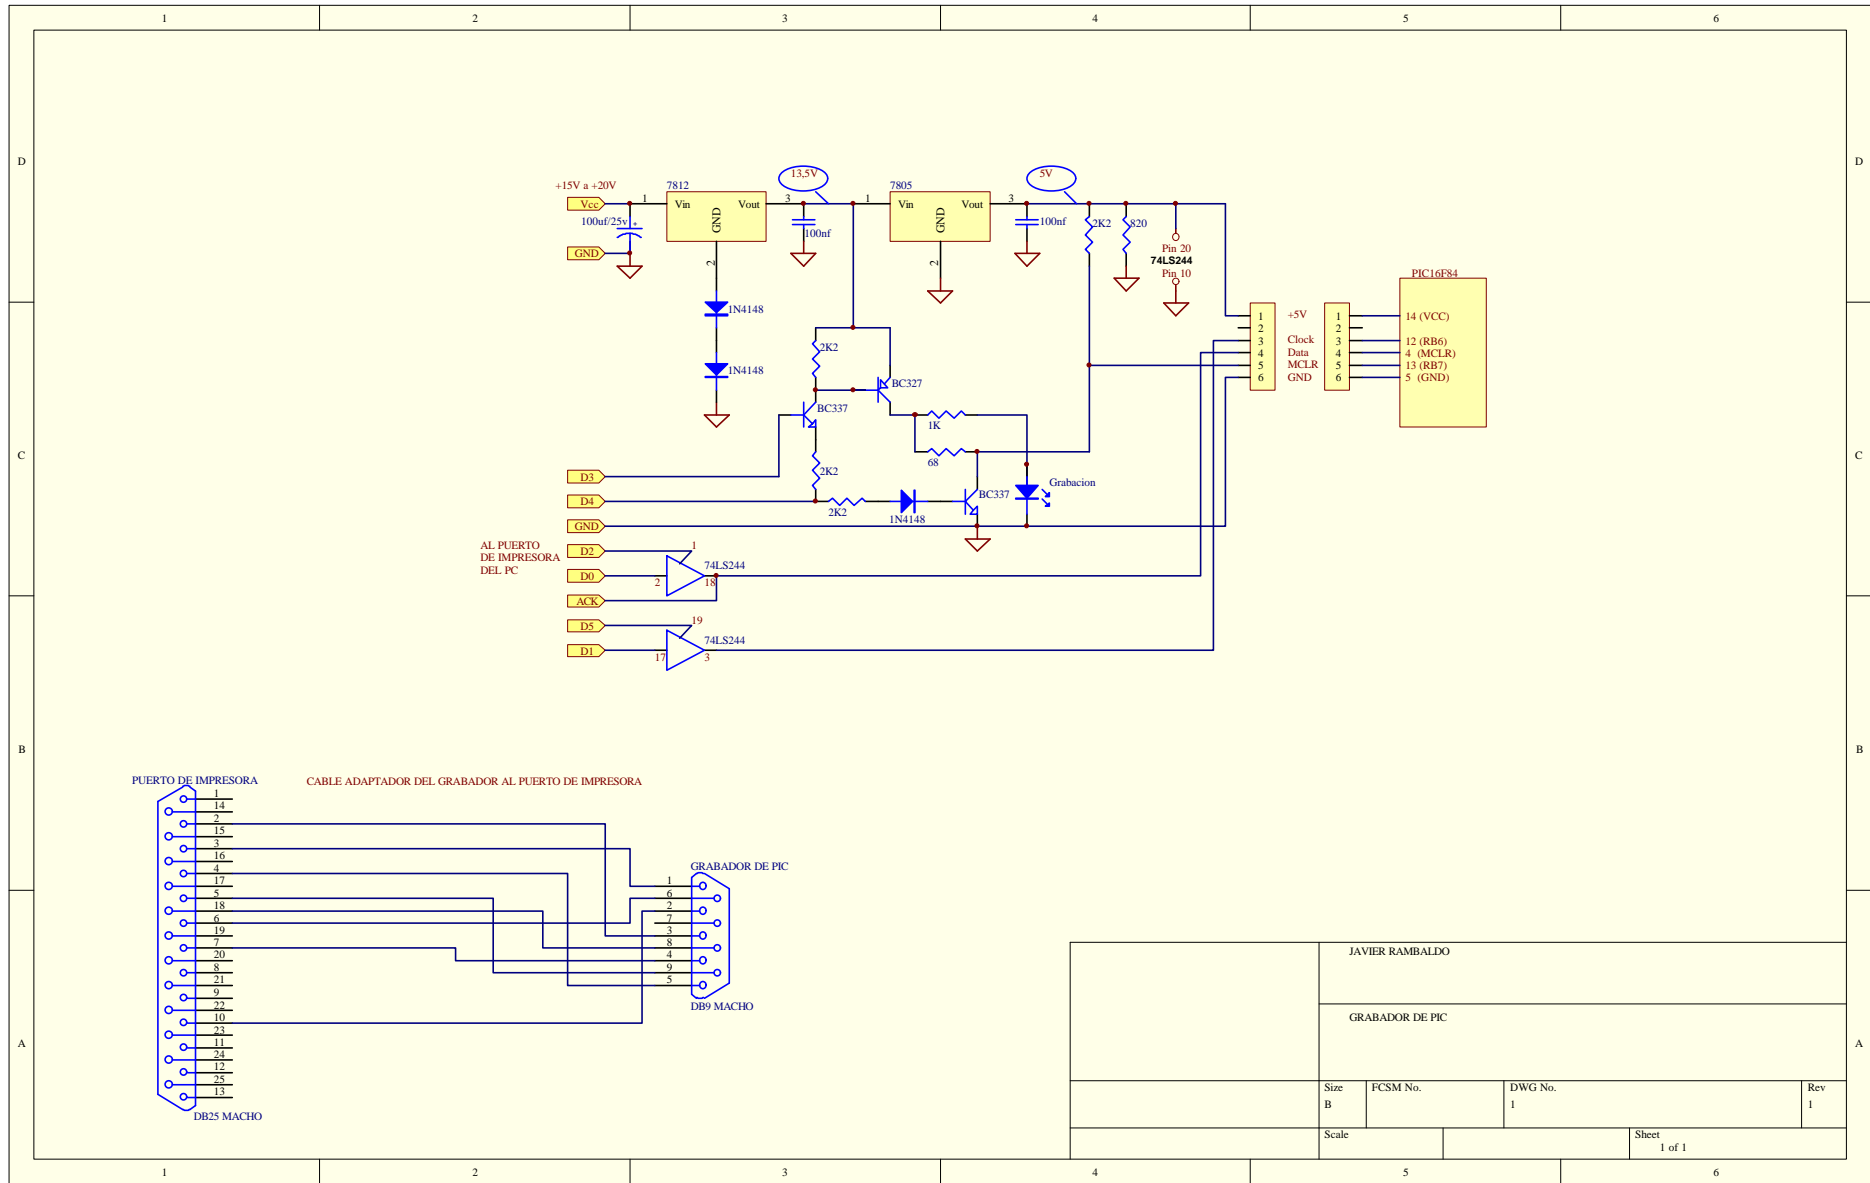 1 2 3 4 5 6
D D
C C
B B
A A
+15V a +20V
Vcc
100uf/25v
+
GND
1
7812
Vin
Vout
GND
2
3
13,5V
100nf
1N4148
1N4148
1
7805
Vin
Vout
GND
2
3
5V
100nf
2K2
820
Pin 20
74LS244
Pin 10
2K2
BC327
BC337
1K
68
2K2
2K2
1N4148
BC337
Grabacion
D3
D4
GND
AL PUERTO
DE IMPRESORA
DEL PC
D2
D0
ACK
D5
D1
1
2
18
74LS244
19
17
3
74LS244
1 +5V
2
3 Clock
4 Data
5 MCLR
6 GND
PIC16F84
1 14 (VCC)
2
3 12 (RB6)
4 4 (MCLR)
5 13 (RB7)
6 5 (GND)
PUERTO DE IMPRESORA
CABLE ADAPTADOR DEL GRABADOR AL PUERTO DE IMPRESORA
1
14
2
15
3
16
4
17
5
18
6
19
7
20
8
21
9
22
10
23
11
24
12
25
13
DB25 MACHO
GRABADOR DE PIC
1
6
2
7
3
8
4
9
5
DB9 MACHO
JAVIER RAMBALDO
GRABADOR DE PIC
Size
B
FCSM No.
DWG No.
1
Rev
1
Scale
Sheet
1 of 1
1 2 3 4 5 6